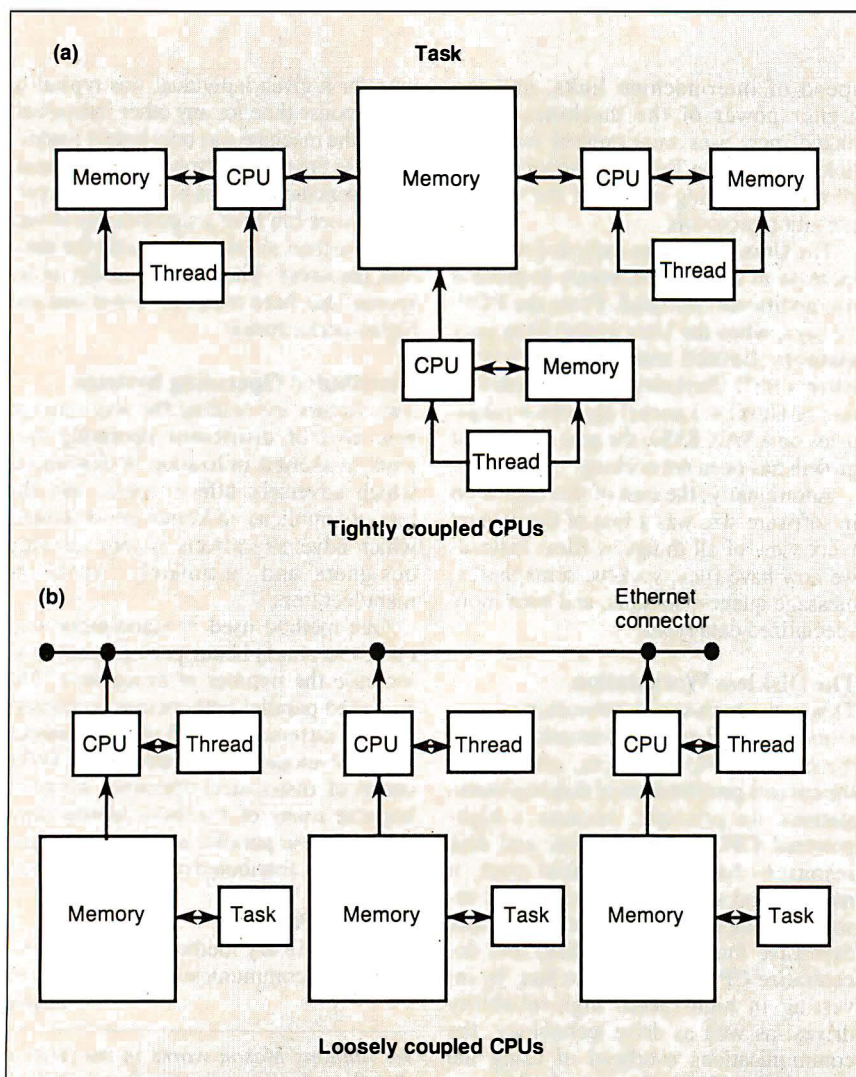 (a)
Task
Memory
CPU
Memory
CPU
Memory
Thread
Thread
CPU
Memory
Thread
Tightly coupled CPUs
(b)
Ethernet
connector
CPU
Thread
CPU
Thread
CPU
Thread
Memory
Task
Memory
Task
Memory
Task
Loosely coupled CPUs